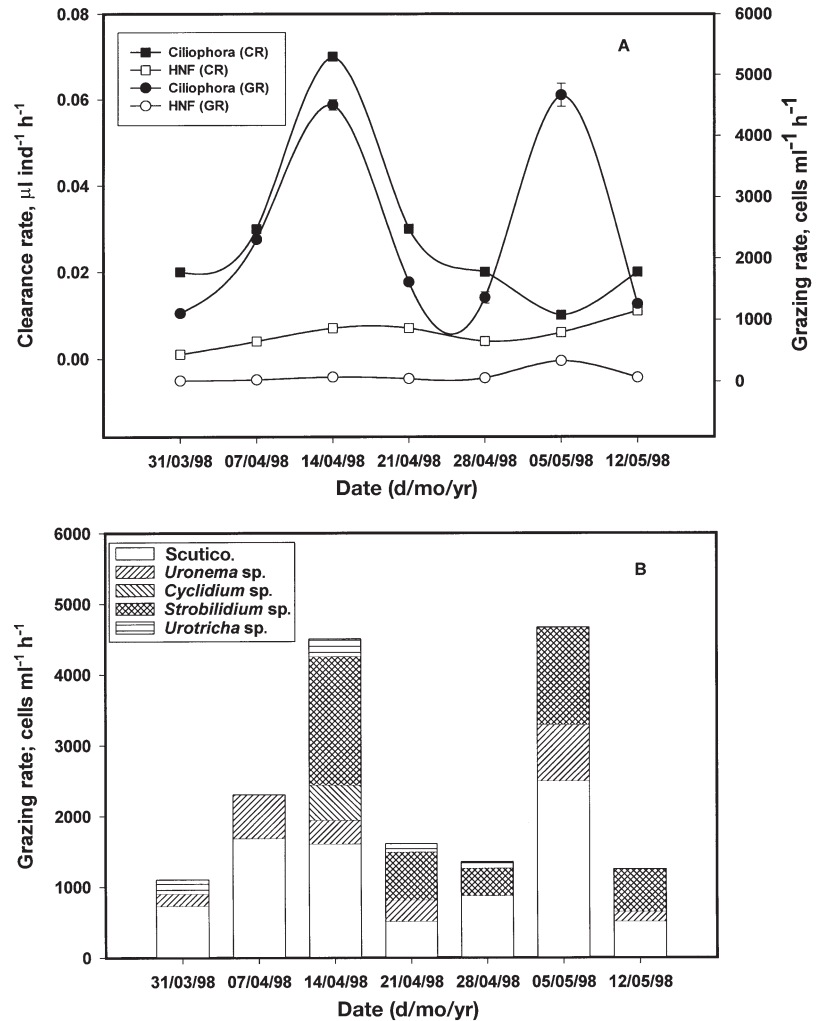 A
Ciliophora (CR)
HNF (CR)
Ciliophora (GR)
HNF (GR)
Clearance rate, µl ind⁻¹ h⁻¹
0.08
0.06
0.04
0.02
0.00
Grazing rate, cells ml⁻¹ h⁻¹
6000
5000
4000
3000
2000
1000
0
31/03/98 07/04/98 14/04/98 21/04/98 28/04/98 05/05/98 12/05/98
Date (d/mo/yr)
B
Scutico.
Uronema sp.
Cyclidium sp.
Strobilidium sp.
Urotricha sp.
Grazing rate; cells ml⁻¹ h⁻¹
6000
5000
4000
3000
2000
1000
0
31/03/98 07/04/98 14/04/98 21/04/98 28/04/98 05/05/98 12/05/98
Date (d/mo/yr)